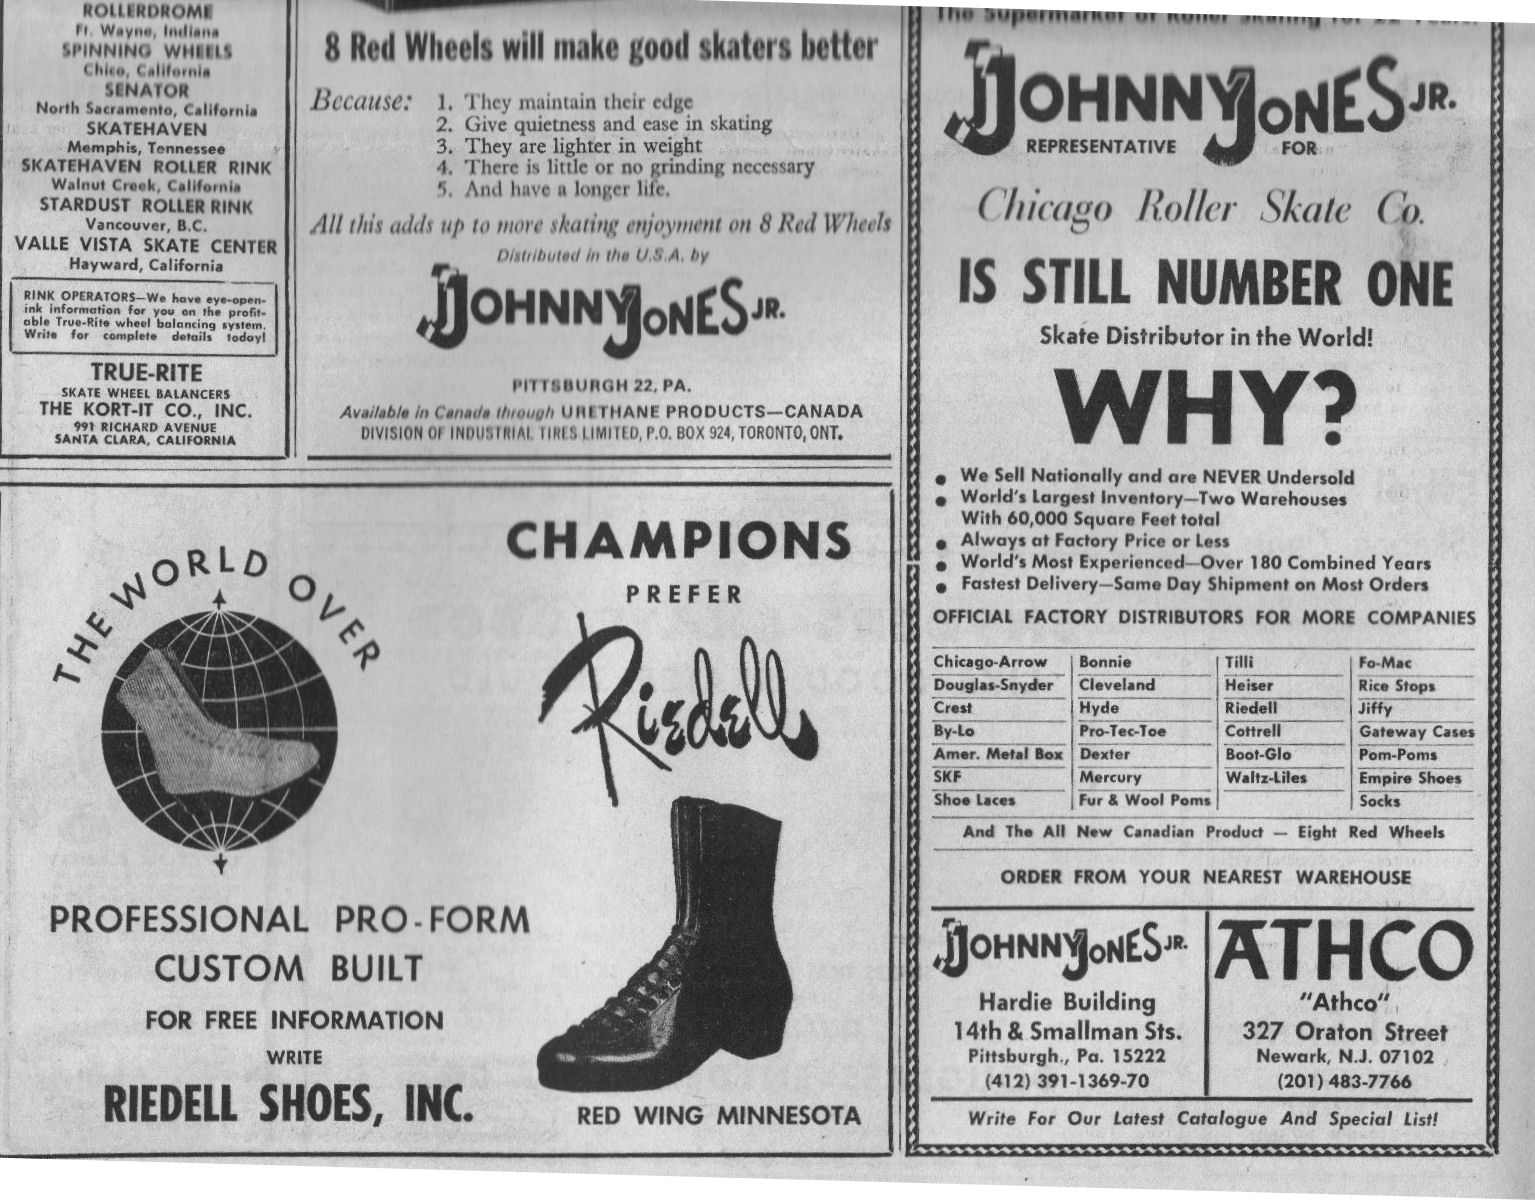 ROLLERDROME
Ft. Wayne, Indiana
SPINNING WHEELS
Chico, California
SENATOR
North Sacramento, California
SKATEHAVEN
Memphis, Tennessee
SKATEHAVEN ROLLER RINK
Walnut Creek, California
STARDUST ROLLER RINK
Vancouver, B.C.
VALLE VISTA SKATE CENTER
Hayward, California
RINK OPERATORS—We have eye-open-
ink information for you on the profit-
able True-Rite wheel balancing system.
Write for complete details today!
TRUE-RITE
SKATE WHEEL BALANCERS
THE KORT-IT CO., INC.
991 RICHARD AVENUE
SANTA CLARA, CALIFORNIA
8 Red Wheels will make good skaters better
Because: 1. They maintain their edge
2. Give quietness and ease in skating
3. They are lighter in weight
4. There is little or no grinding necessary
5. And have a longer life.
All this adds up to more skating enjoyment on 8 Red Wheels
Distributed in the U.S.A. by
JOHNNY JONES JR.
PITTSBURGH 22, PA.
Available in Canada through URETHANE PRODUCTS—CANADA
DIVISION OF INDUSTRIAL TIRES LIMITED, P.O. BOX 924, TORONTO, ONT.
THE WORLD OVER
CHAMPIONS
PREFER
Riedell
PROFESSIONAL PRO-FORM
CUSTOM BUILT
FOR FREE INFORMATION
WRITE
RIEDELL SHOES, INC.
RED WING MINNESOTA
The Supermarket of Roller Skating for 22 Years!
JOHNNY JONES JR.
REPRESENTATIVE FOR
Chicago Roller Skate Co.
IS STILL NUMBER ONE
Skate Distributor in the World!
WHY?
• We Sell Nationally and are NEVER Undersold
• World's Largest Inventory—Two Warehouses
With 60,000 Square Feet total
• Always at Factory Price or Less
• World's Most Experienced—Over 180 Combined Years
• Fastest Delivery—Same Day Shipment on Most Orders
OFFICIAL FACTORY DISTRIBUTORS FOR MORE COMPANIES
Chicago-Arrow Bonnie Tilli Fo-Mac
Douglas-Snyder Cleveland Heiser Rice Stops
Crest Hyde Riedell Jiffy
By-Lo Pro-Tec-Toe Cottrell Gateway Cases
Amer. Metal Box Dexter Boot-Glo Pom-Poms
SKF Mercury Waltz-Liles Empire Shoes
Shoe Laces Fur & Wool Poms Socks
And The All New Canadian Product — Eight Red Wheels
ORDER FROM YOUR NEAREST WAREHOUSE
JOHNNY JONES JR.
Hardie Building
14th & Smallman Sts.
Pittsburgh., Pa. 15222
(412) 391-1369-70
ATHCO
"Athco"
327 Oraton Street
Newark, N.J. 07102
(201) 483-7766
Write For Our Latest Catalogue And Special List!